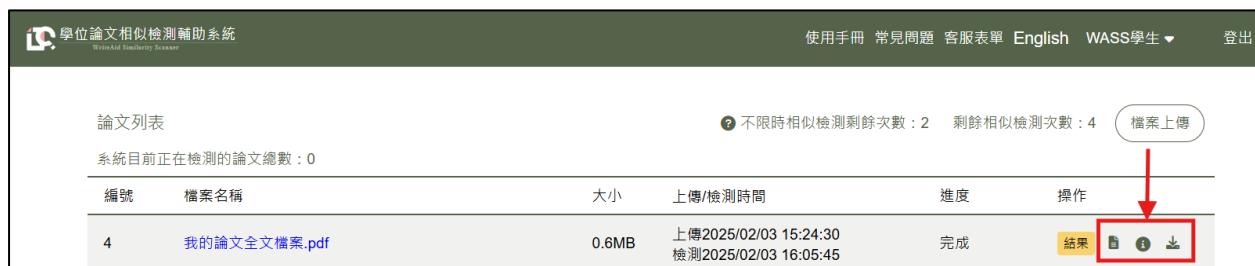 學位論文相似檢測輔助系統
WriteAid Similarity Scanner
使用手冊 常見問題 客服表單 English WASS學生 登出
論文列表
不限時相似檢測剩餘次數：2 剩餘相似檢測次數：4 檔案上傳
系統目前正在檢測的論文總數：0
編號 檔案名稱 大小 上傳/檢測時間 進度 操作
4 我的論文全文檔案.pdf 0.6MB 上傳2025/02/03 15:24:30 完成 結果
檢測2025/02/03 16:05:45